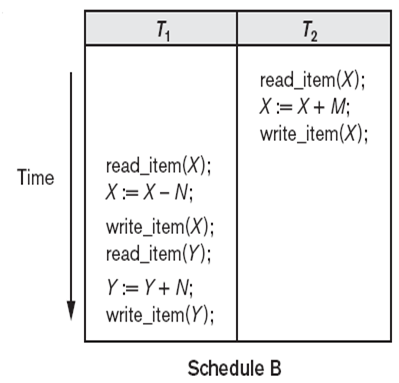 T₁ T₂
read_item(X);
X := X + M;
write_item(X);
Time
read_item(X);
X := X – N;
write_item(X);
read_item(Y);
Y := Y + N;
write_item(Y);
Schedule B